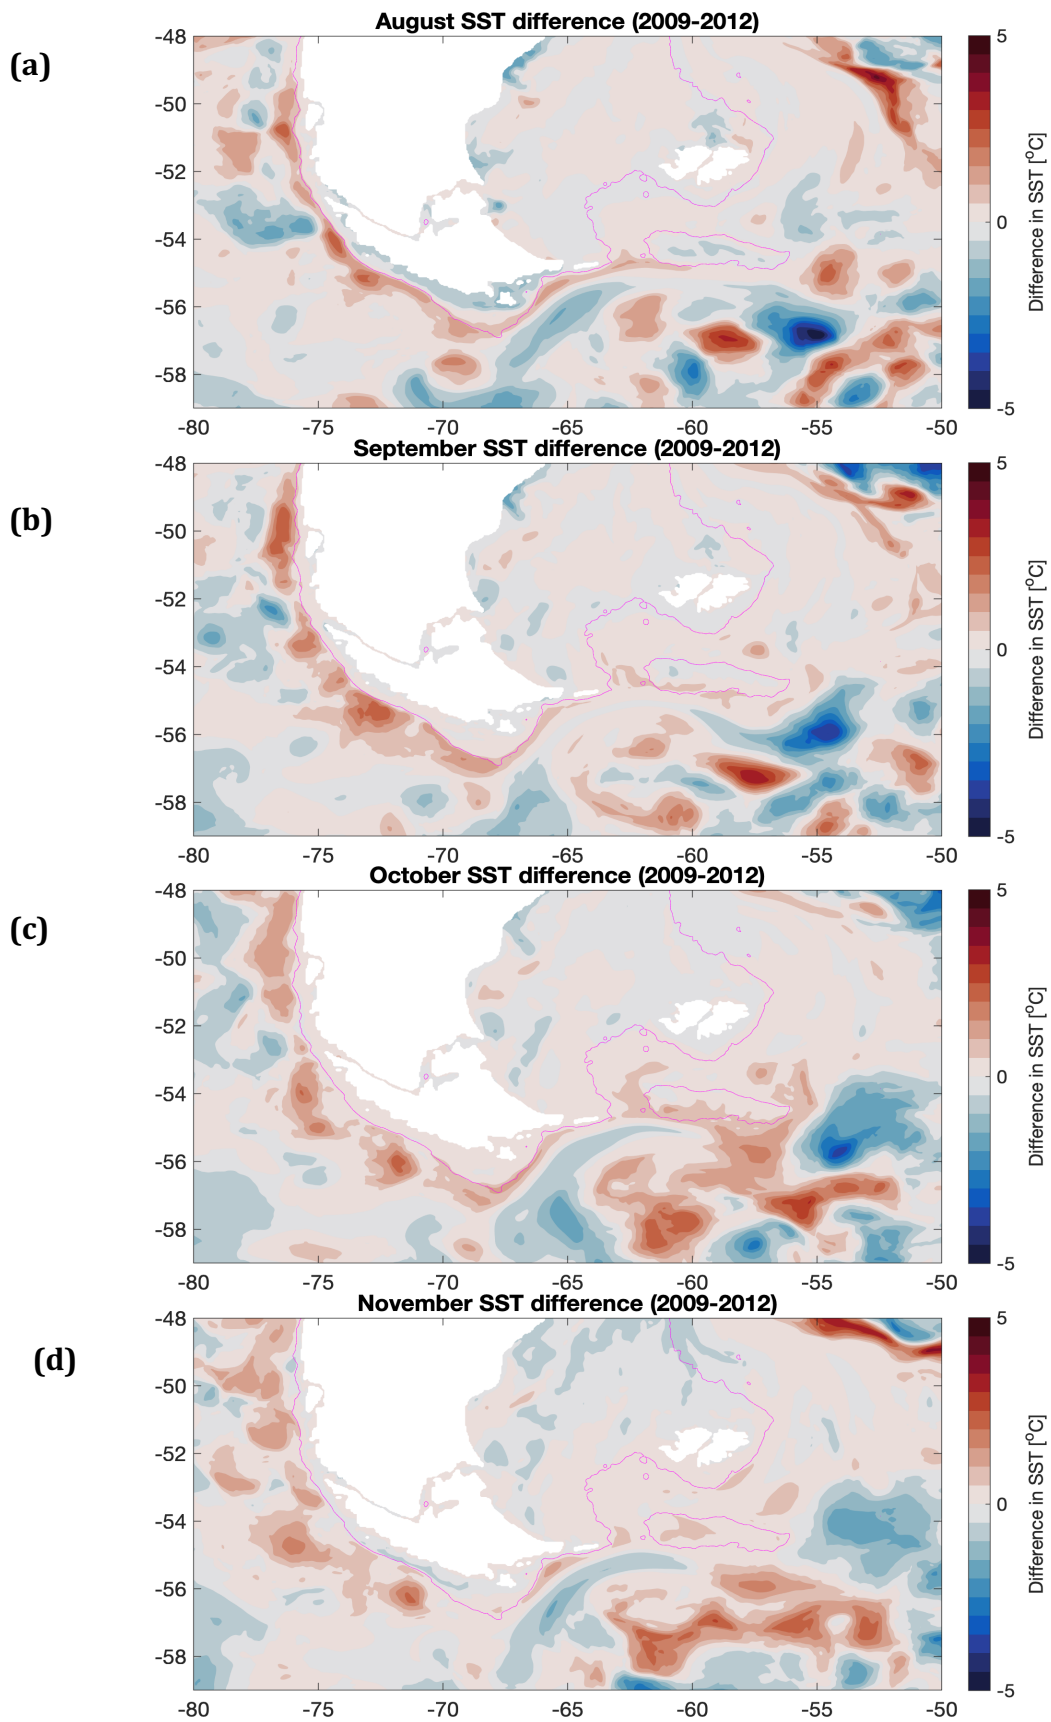 August SST difference (2009-2012)
(a)
-48
-50
-52
-54
-56
-58
-80 -75 -70 -65 -60 -55 -50
5
0
-5
Difference in SST [°C]
September SST difference (2009-2012)
(b)
-48
-50
-52
-54
-56
-58
-80 -75 -70 -65 -60 -55 -50
5
0
-5
Difference in SST [°C]
October SST difference (2009-2012)
(c)
-48
-50
-52
-54
-56
-58
-80 -75 -70 -65 -60 -55 -50
5
0
-5
Difference in SST [°C]
November SST difference (2009-2012)
(d)
-48
-50
-52
-54
-56
-58
-80 -75 -70 -65 -60 -55 -50
5
0
-5
Difference in SST [°C]